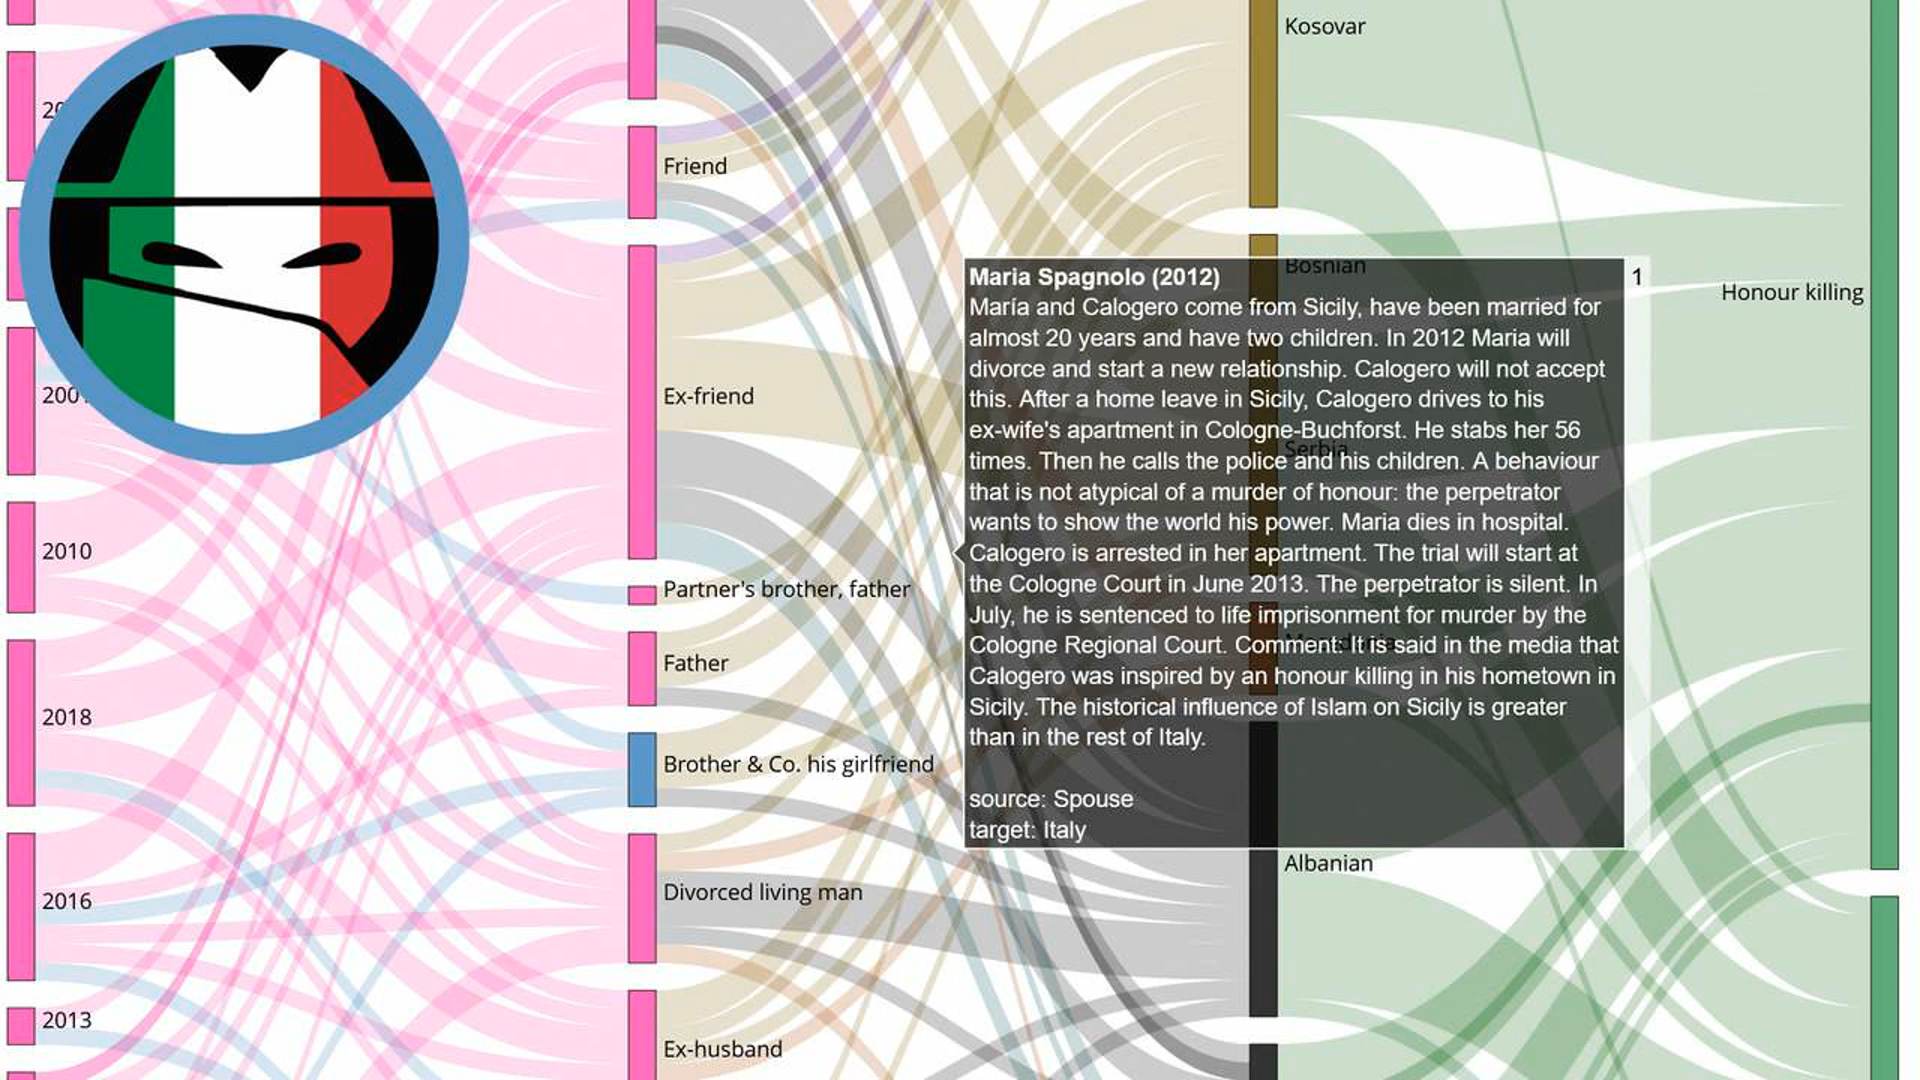 Kosovar
20
Friend
Bosnian
Honour killing
1
Maria Spagnolo (2012)
María and Calogero come from Sicily, have been married for
almost 20 years and have two children. In 2012 Maria will
divorce and start a new relationship. Calogero will not accept
this. After a home leave in Sicily, Calogero drives to his
ex-wife's apartment in Cologne-Buchforst. He stabs her 56
times. Then he calls the police and his children. A behaviour
that is not atypical of a murder of honour: the perpetrator
wants to show the world his power. Maria dies in hospital.
Calogero is arrested in her apartment. The trial will start at
the Cologne Court in June 2013. The perpetrator is silent. In
July, he is sentenced to life imprisonment for murder by the
Cologne Regional Court. Comment: It is said in the media that
Calogero was inspired by an honour killing in his hometown in
Sicily. The historical influence of Islam on Sicily is greater
than in the rest of Italy.
source: Spouse
target: Italy
200
Ex-friend
Serbia
2010
Partner's brother, father
Father
2018
Brother & Co. his girlfriend
Albanian
Divorced living man
2016
2013
Ex-husband